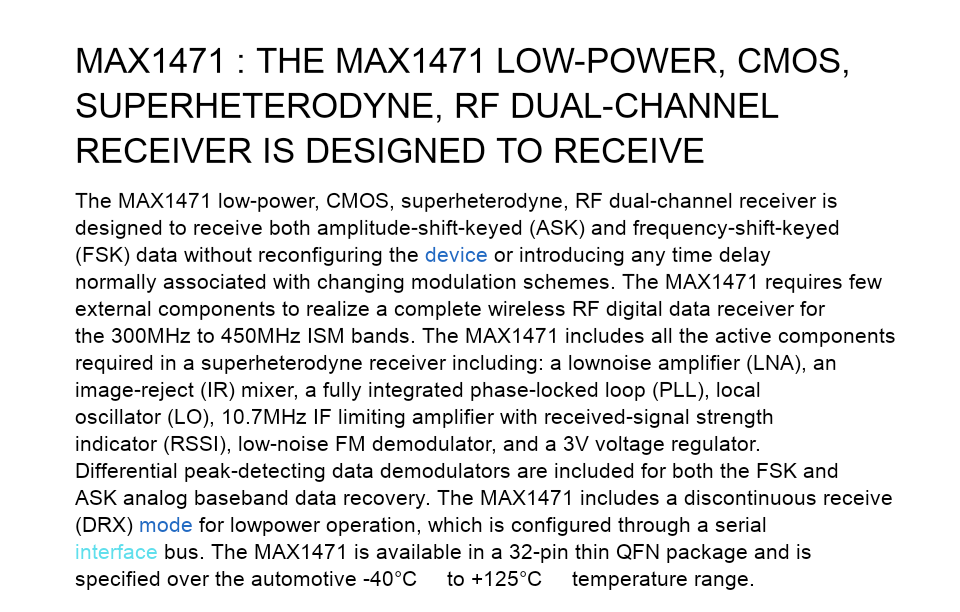 MAX1471 : THE MAX1471 LOW-POWER, CMOS,
SUPERHETERODYNE, RF DUAL-CHANNEL
RECEIVER IS DESIGNED TO RECEIVE
The MAX1471 low-power, CMOS, superheterodyne, RF dual-channel receiver is
designed to receive both amplitude-shift-keyed (ASK) and frequency-shift-keyed
(FSK) data without reconfiguring the device or introducing any time delay
normally associated with changing modulation schemes. The MAX1471 requires few
external components to realize a complete wireless RF digital data receiver for
the 300MHz to 450MHz ISM bands. The MAX1471 includes all the active components
required in a superheterodyne receiver including: a lownoise amplifier (LNA), an
image-reject (IR) mixer, a fully integrated phase-locked loop (PLL), local
oscillator (LO), 10.7MHz IF limiting amplifier with received-signal strength
indicator (RSSI), low-noise FM demodulator, and a 3V voltage regulator.
Differential peak-detecting data demodulators are included for both the FSK and
ASK analog baseband data recovery. The MAX1471 includes a discontinuous receive
(DRX) mode for lowpower operation, which is configured through a serial
interface bus. The MAX1471 is available in a 32-pin thin QFN package and is
specified over the automotive -40°C to +125°C temperature range.